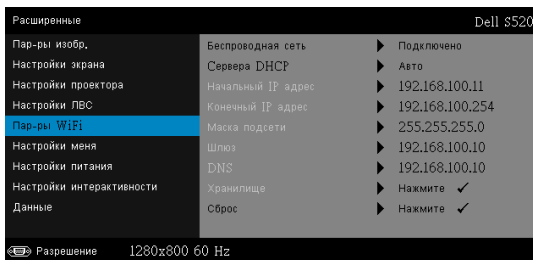 Расширенные Dell S520
Пар-ры изобр. Беспроводная сеть Подключено
Настройки экрана Сервера DHCP Авто
Настройки проектора Начальный IP адрес 192.168.100.11
Настройки ЛВС Конечный IP адрес 192.168.100.254
Пар-ры WiFi Маска подсети 255.255.255.0
Настройки меня Шлюз 192.168.100.10
Настройки питания DNS 192.168.100.10
Настройки интерактивности Хранилище Нажмите ✓
Данные Сброс Нажмите ✓
Разрешение 1280x800 60 Hz